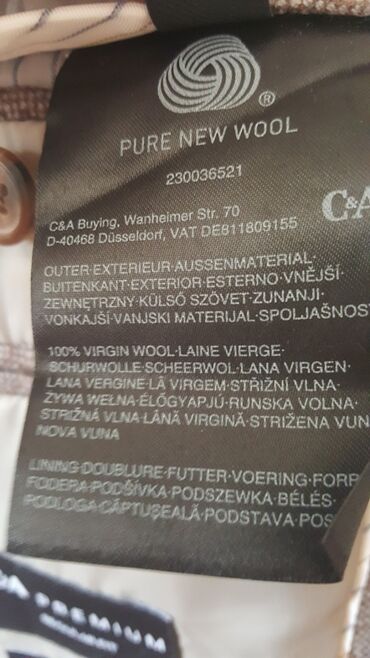 ®
PURE NEW WOOL
230036521
C&A
C&A Buying, Wanheimer Str. 70
D-40468 Düsseldorf, VAT DE811809155
OUTER·EXTERIEUR·AUSSENMATERIAL·
BUITENKANT·EXTERIOR·ESTERNO·VNĚJŠÍ·
ZEWNĘTRZNY·KÜLSŐ SZÖVET·ZUNANJI·
VONKAJŠÍ·VANJSKI MATERIJAL·SPOLJAŠNOS
100% VIRGIN WOOL·LAINE VIERGE·
SCHURWOLLE·SCHEERWOL·LANA VIRGEN·
LANA VERGINE·LÃ VIRGEM·STŘIŽNÍ VLNA·
ŻYWA WEŁNA·ÉLŐGYAPJÚ·RUNSKA VOLNA·
STRIŽNÁ VLNA·LÂNĂ VIRGINĂ·STRIŽENA VUN
NOVA VUNA
LINING·DOUBLURE·FUTTER·VOERING·FORR
FODERA·PODŠÍVKA·PODSZEWKA·BÉLÉS·
PODLOGA·CĂPTUȘEALĂ·PODSTAVA·POS
PREMIUM